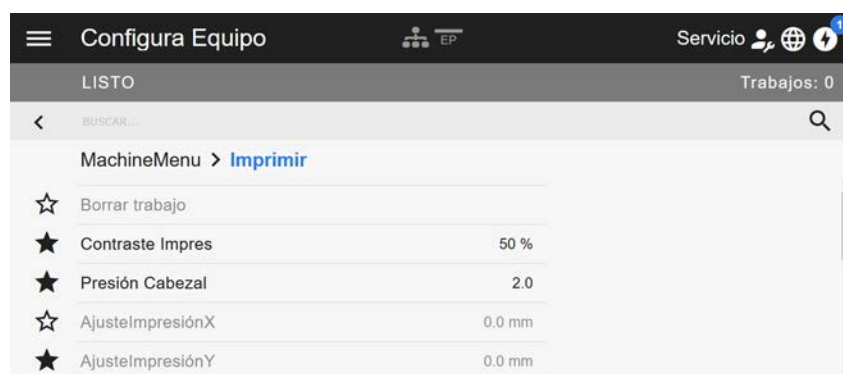 Configura Equipo EP Servicio 1
LISTO Trabajos: 0
BUSCAR...
MachineMenu > Imprimir
Borrar trabajo
Contraste Impres 50 %
Presión Cabezal 2.0
AjusteImpresiónX 0.0 mm
AjusteImpresiónY 0.0 mm